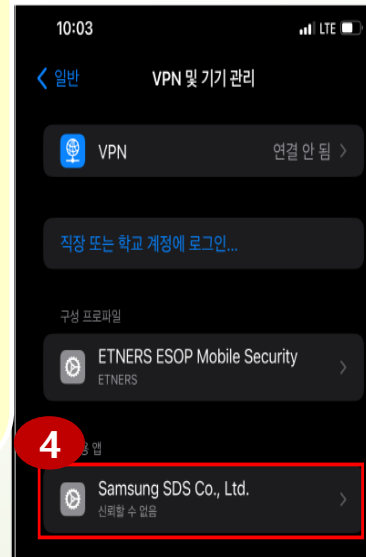 10:03
LTE
일반
VPN 및 기기 관리
VPN
연결 안 됨
직장 또는 학교 계정에 로그인...
구성 프로파일
ETNERS ESOP Mobile Security
ETNERS
4
앱
Samsung SDS Co., Ltd.
신뢰할 수 없음